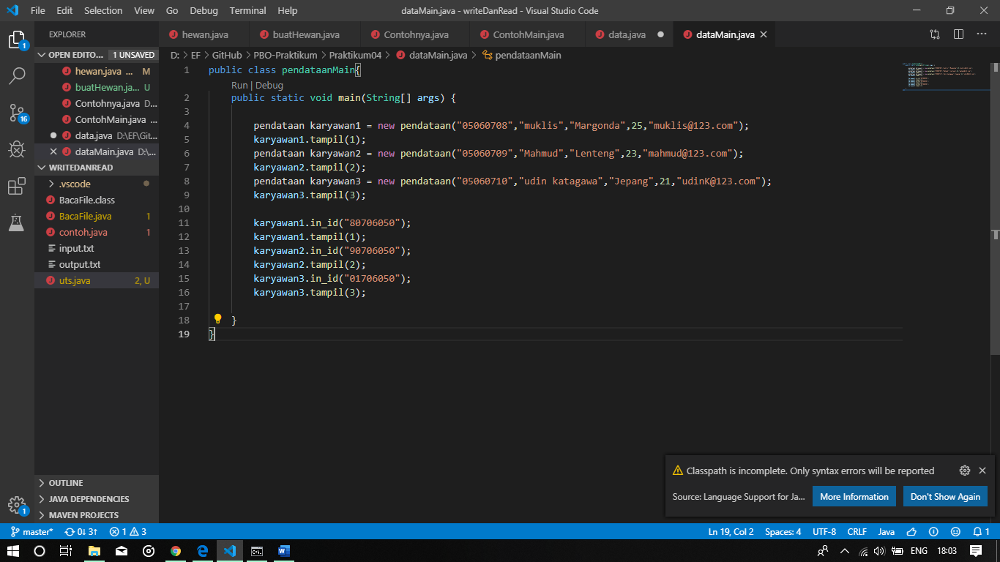 File Edit Selection View Go Debug Terminal Help
dataMain.java - writeDanRead - Visual Studio Code
EXPLORER
hewan.java
buatHewan.java
Contohnya.java
ContohMain.java
data.java
dataMain.java
OPEN EDITO... 1 UNSAVED
hewan.java ... M
buatHewan.ja... U
Contohnya.java D...
ContohMain.java ...
data.java D:\EF\Git...
dataMain.java D:\...
WRITEDANREAD
.vscode
BacaFile.class
BacaFile.java 1
contoh.java 1
input.txt
output.txt
uts.java 2, U
OUTLINE
JAVA DEPENDENCIES
MAVEN PROJECTS
1
16
1
D: > EF > GitHub > PBO-Praktikum > Praktikum04 > dataMain.java > pendataanMain
1 public class pendataanMain{
Run | Debug
2 public static void main(String[] args) {
3
4 pendataan karyawan1 = new pendataan("05060708","muklis","Margonda",25,"muklis@123.com");
5 karyawan1.tampil(1);
6 pendataan karyawan2 = new pendataan("05060709","Mahmud","Lenteng",23,"mahmud@123.com");
7 karyawan2.tampil(2);
8 pendataan karyawan3 = new pendataan("05060710","udin katagawa","Jepang",21,"udinK@123.com");
9 karyawan3.tampil(3);
10
11 karyawan1.in_id("80706050");
12 karyawan1.tampil(1);
13 karyawan2.in_id("90706050");
14 karyawan2.tampil(2);
15 karyawan3.in_id("01706050");
16 karyawan3.tampil(3);
17
18 }
19 }
Classpath is incomplete. Only syntax errors will be reported
Source: Language Support for Ja...
More Information
Don't Show Again
master* 0↓ 3↑ 1 3
Ln 19, Col 2 Spaces: 4 UTF-8 CRLF Java 1
ENG 18:03